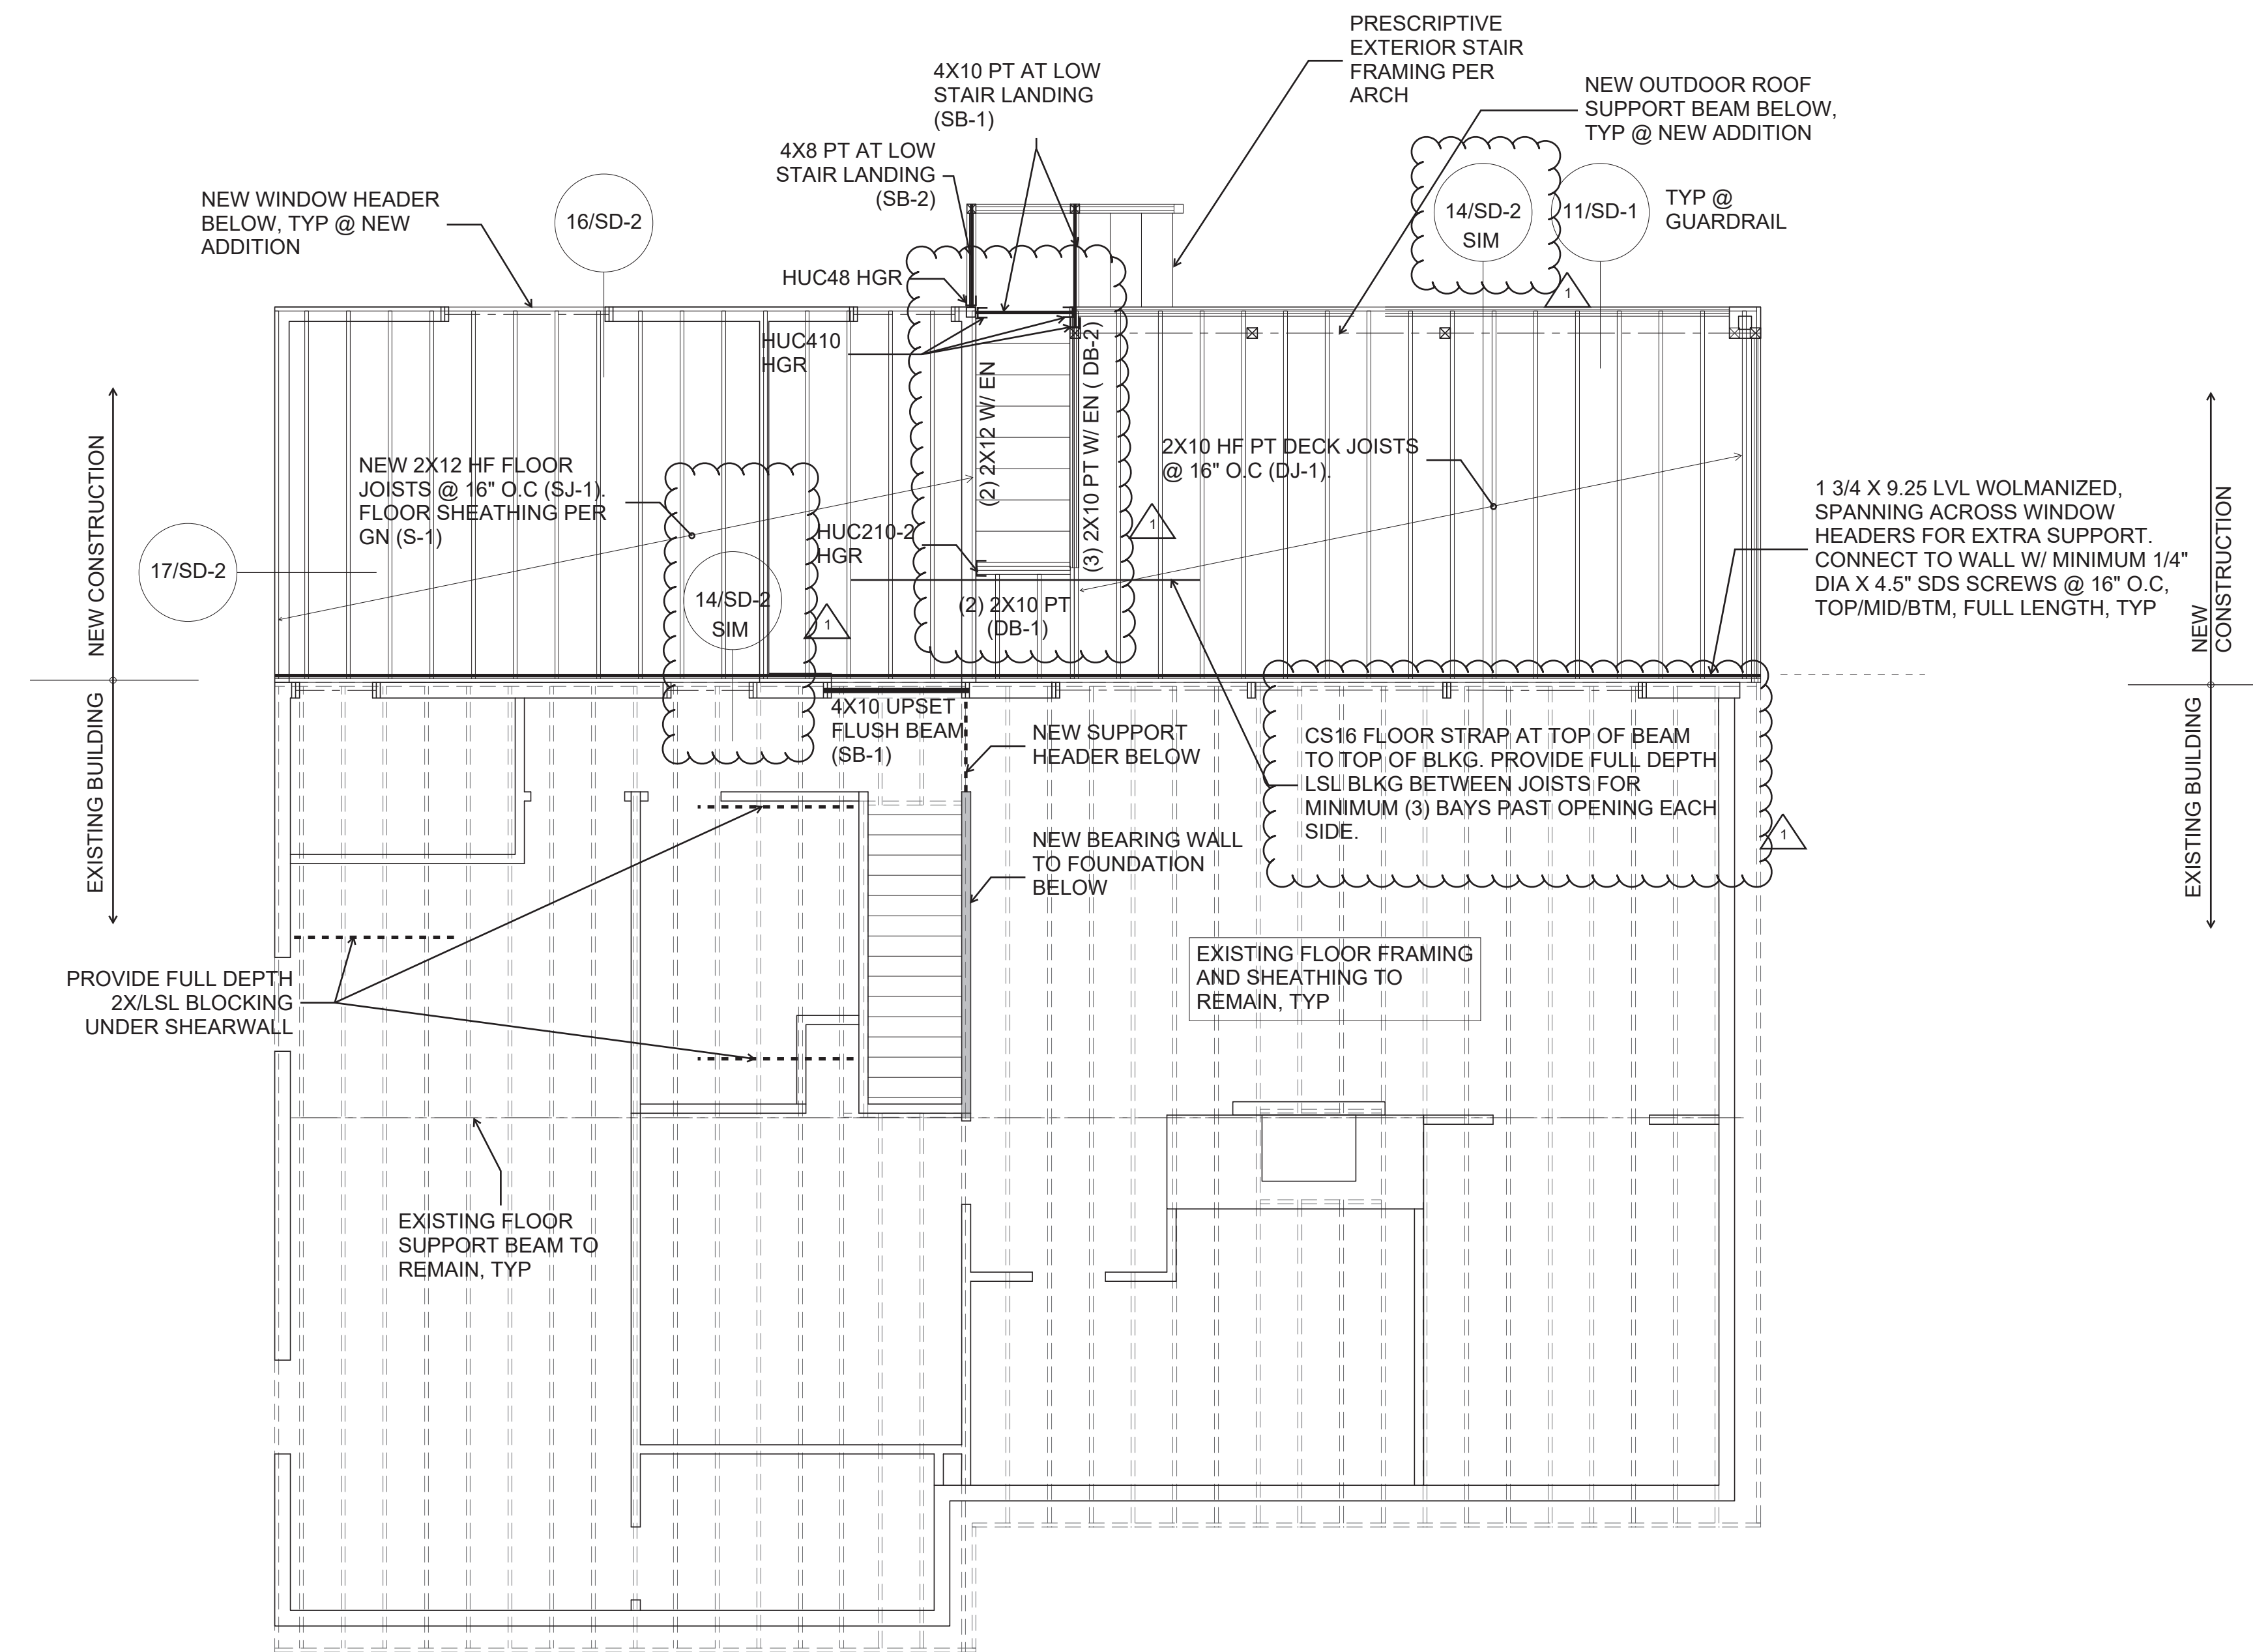 PRESCRIPTIVE
EXTERIOR STAIR
FRAMING PER
ARCH
4X10 PT AT LOW
STAIR LANDING
(SB-1)
NEW OUTDOOR ROOF
SUPPORT BEAM BELOW,
TYP @ NEW ADDITION
4X8 PT AT LOW
STAIR LANDING
(SB-2)
NEW WINDOW HEADER
BELOW, TYP @ NEW
ADDITION
16/SD-2
14/SD-2
SIM
11/SD-1
TYP @
GUARDRAIL
HUC48 HGR
1
HUC410
HGR
(2) 2X12 W/ EN
(3) 2X10 PT W/ EN ( DB-2)
NEW CONSTRUCTION
NEW 2X12 HF FLOOR
JOISTS @ 16" O.C (SJ-1).
FLOOR SHEATHING PER
GN (S-1)
2X10 HF PT DECK JOISTS
@ 16" O.C (DJ-1).
1 3/4 X 9.25 LVL WOLMANIZED,
SPANNING ACROSS WINDOW
HEADERS FOR EXTRA SUPPORT.
CONNECT TO WALL W/ MINIMUM 1/4"
DIA X 4.5" SDS SCREWS @ 16" O.C,
TOP/MID/BTM, FULL LENGTH, TYP
NEW
CONSTRUCTION
17/SD-2
HUC210-2
HGR
1
14/SD-2
SIM
1
(2) 2X10 PT
(DB-1)
EXISTING BUILDING
4X10 UPSET
FLUSH BEAM
(SB-1)
NEW SUPPORT
HEADER BELOW
CS16 FLOOR STRAP AT TOP OF BEAM
TO TOP OF BLKG. PROVIDE FULL DEPTH
LSL BLKG BETWEEN JOISTS FOR
MINIMUM (3) BAYS PAST OPENING EACH
SIDE.
1
EXISTING BUILDING
NEW BEARING WALL
TO FOUNDATION
BELOW
PROVIDE FULL DEPTH
2X/LSL BLOCKING
UNDER SHEARWALL
EXISTING FLOOR FRAMING
AND SHEATHING TO
REMAIN, TYP
EXISTING FLOOR
SUPPORT BEAM TO
REMAIN, TYP